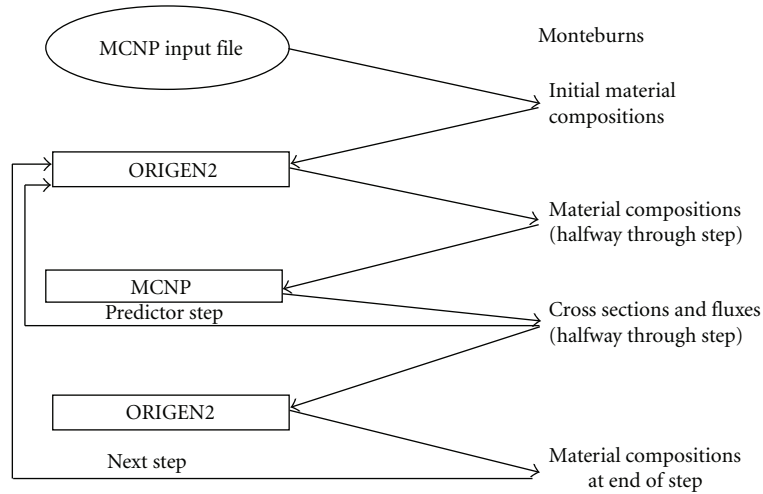 MCNP input file
Monteburns
Initial material
compositions
ORIGEN2
Material compositions
(halfway through step)
MCNP
Predictor step
Cross sections and fluxes
(halfway through step)
ORIGEN2
Next step
Material compositions
at end of step